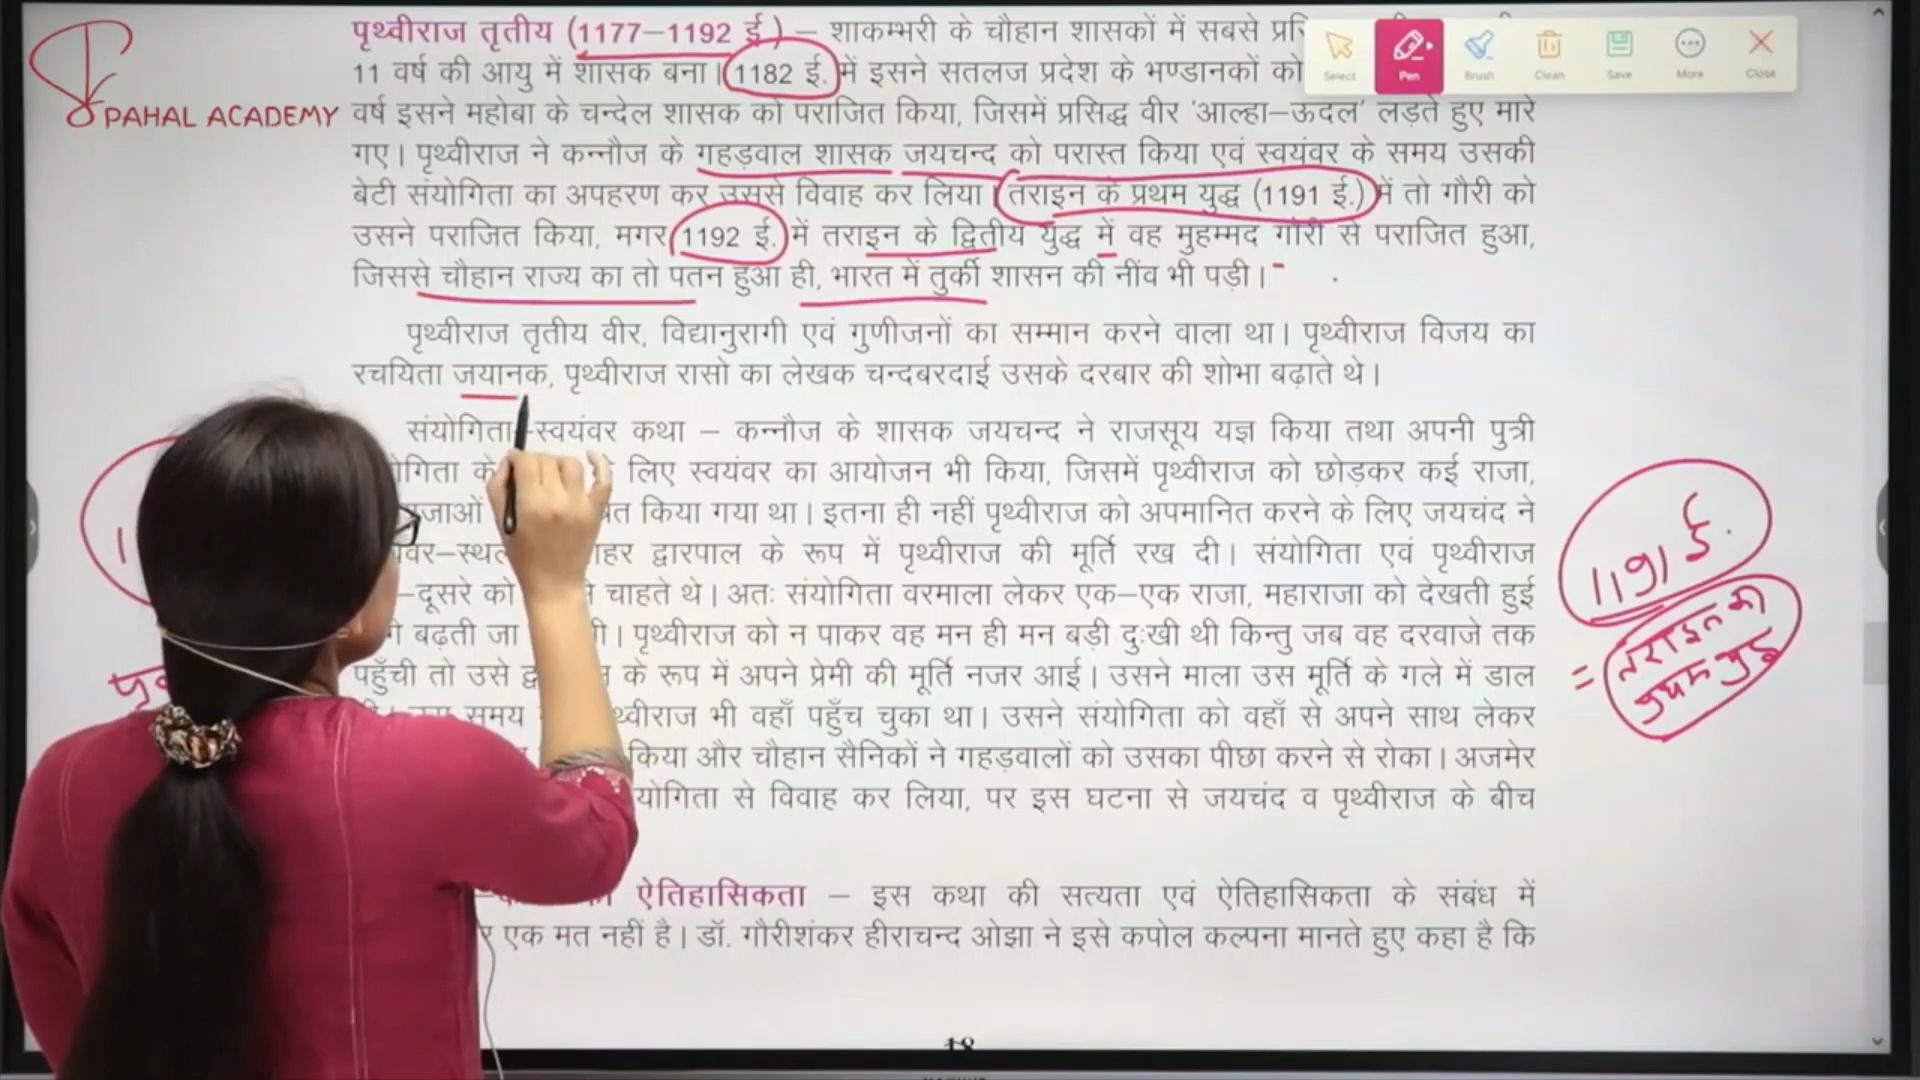 पृथ्वीराज तृतीय (1177–1192 ई.) – शाकम्भरी के चौहान शासकों में सबसे
Select Pen Brush Clean Save More Close
11 वर्ष की आयु में शासक बना। 1182 ई. में इसने सतलज प्रदेश के भण्डानकों को
PAHAL ACADEMY
वर्ष इसने महोबा के चन्देल शासक को पराजित किया, जिसमें प्रसिद्ध वीर 'आल्हा–ऊदल' लड़ते हुए मारे
गए। पृथ्वीराज ने कन्नौज के गहड़वाल शासक जयचन्द को परास्त किया एवं स्वयंवर के समय उसकी
बेटी संयोगिता का अपहरण कर उससे विवाह कर लिया। तराइन के प्रथम युद्ध (1191 ई.) में तो गौरी को
उसने पराजित किया, मगर 1192 ई. में तराइन के द्वितीय युद्ध में वह मुहम्मद गौरी से पराजित हुआ,
जिससे चौहान राज्य का तो पतन हुआ ही, भारत में तुर्की शासन की नींव भी पड़ी।
पृथ्वीराज तृतीय वीर, विद्यानुरागी एवं गुणीजनों का सम्मान करने वाला था। पृथ्वीराज विजय का
रचयिता जयानक, पृथ्वीराज रासो का लेखक चन्दबरदाई उसके दरबार की शोभा बढ़ाते थे।
संयोगिता–स्वयंवर कथा – कन्नौज के शासक जयचन्द ने राजसूय यज्ञ किया तथा अपनी पुत्री
लिए स्वयंवर का आयोजन भी किया, जिसमें पृथ्वीराज को छोड़कर कई राजा,
किया गया था। इतना ही नहीं पृथ्वीराज को अपमानित करने के लिए जयचंद ने
द्वारपाल के रूप में पृथ्वीराज की मूर्ति रख दी। संयोगिता एवं पृथ्वीराज
–दूसरे को चाहते थे। अतः संयोगिता वरमाला लेकर एक–एक राजा, महाराजा को देखती हुई
बढ़ती जा पृथ्वीराज को न पाकर वह मन ही मन बड़ी दुःखी थी किन्तु जब वह दरवाजे तक
पहुँची तो उसे के रूप में अपने प्रेमी की मूर्ति नजर आई। उसने माला उस मूर्ति के गले में डाल
समय भी वहाँ पहुँच चुका था। उसने संयोगिता को वहाँ से अपने साथ लेकर
किया और चौहान सैनिकों ने गहड़वालों को उसका पीछा करने से रोका। अजमेर
से विवाह कर लिया, पर इस घटना से जयचंद व पृथ्वीराज के बीच
1191 ई.
= तराइन का
प्रथम युद्ध
ऐतिहासिकता – इस कथा की सत्यता एवं ऐतिहासिकता के संबंध में
एक मत नहीं है। डॉ. गौरीशंकर हीराचन्द ओझा ने इसे कपोल कल्पना मानते हुए कहा है कि